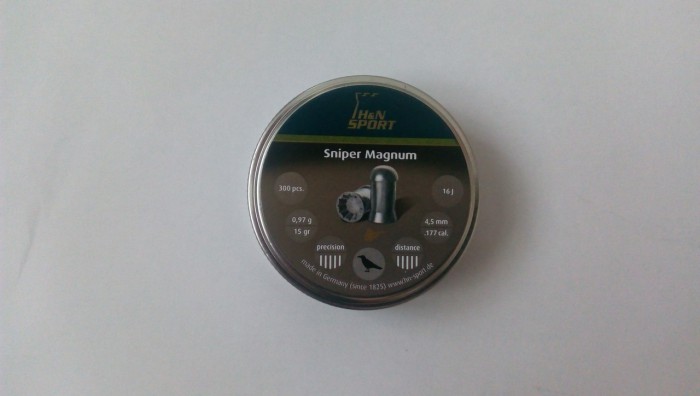 H&N
SPORT
Sniper Magnum
300 pcs.
16 J
0,97 g
15 gr
4,5 mm
.177 cal.
precision
distance
made in Germany (since 1825) www.hn-sport.de